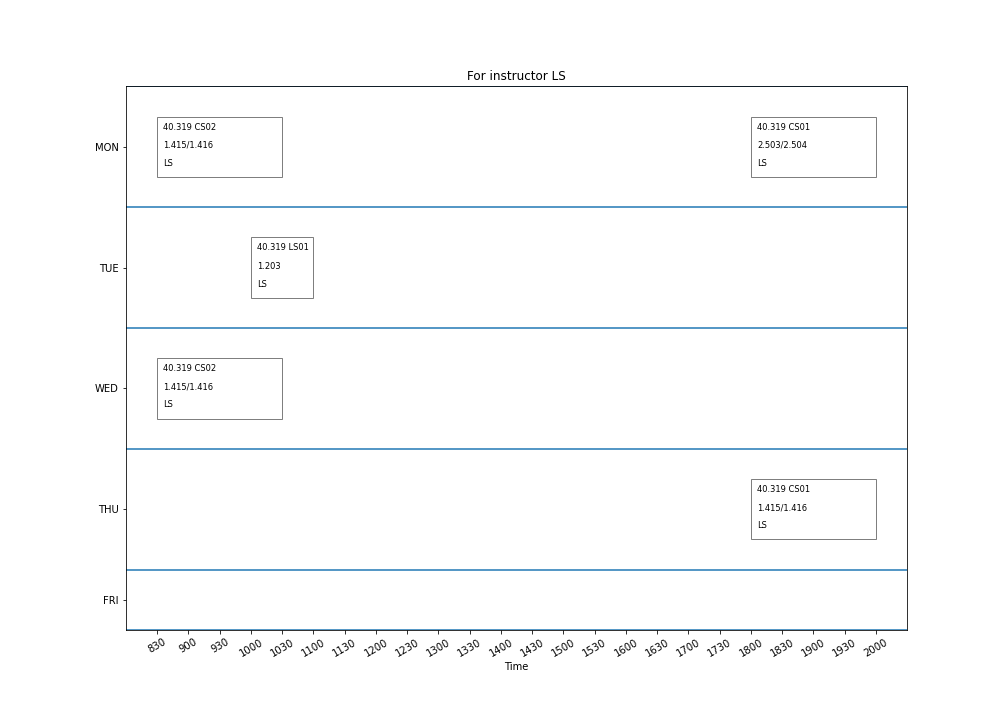 For instructor LS
MON
40.319 CS02
1.415/1.416
LS
40.319 CS01
2.503/2.504
LS
TUE
40.319 LS01
1.203
LS
WED
40.319 CS02
1.415/1.416
LS
THU
40.319 CS01
1.415/1.416
LS
FRI
830 900 930 1000 1030 1100 1130 1200 1230 1300 1330 1400 1430 1500 1530 1600 1630 1700 1730 1800 1830 1900 1930 2000
Time